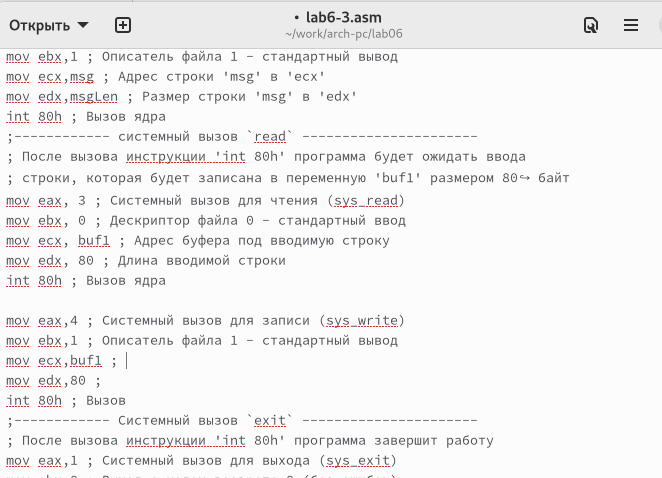 Открыть
• lab6-3.asm
~/work/arch-pc/lab06
mov ebx,1 ; Описатель файла 1 - стандартный вывод
mov ecx,msg ; Адрес строки 'msg' в 'ecx'
mov edx,msgLen ; Размер строки 'msg' в 'edx'
int 80h ; Вызов ядра
;------------ системный вызов `read` ----------------------
; После вызова инструкции 'int 80h' программа будет ожидать ввода
; строки, которая будет записана в переменную 'buf1' размером 80↪ байт
mov eax, 3 ; Системный вызов для чтения (sys_read)
mov ebx, 0 ; Дескриптор файла 0 - стандартный ввод
mov ecx, buf1 ; Адрес буфера под вводимую строку
mov edx, 80 ; Длина вводимой строки
int 80h ; Вызов ядра
mov eax,4 ; Системный вызов для записи (sys_write)
mov ebx,1 ; Описатель файла 1 - стандартный вывод
mov ecx,buf1 ;
mov edx,80 ;
int 80h ; Вызов
;------------ Системный вызов `exit` ----------------------
; После вызова инструкции 'int 80h' программа завершит работу
mov eax,1 ; Системный вызов для выхода (sys_exit)